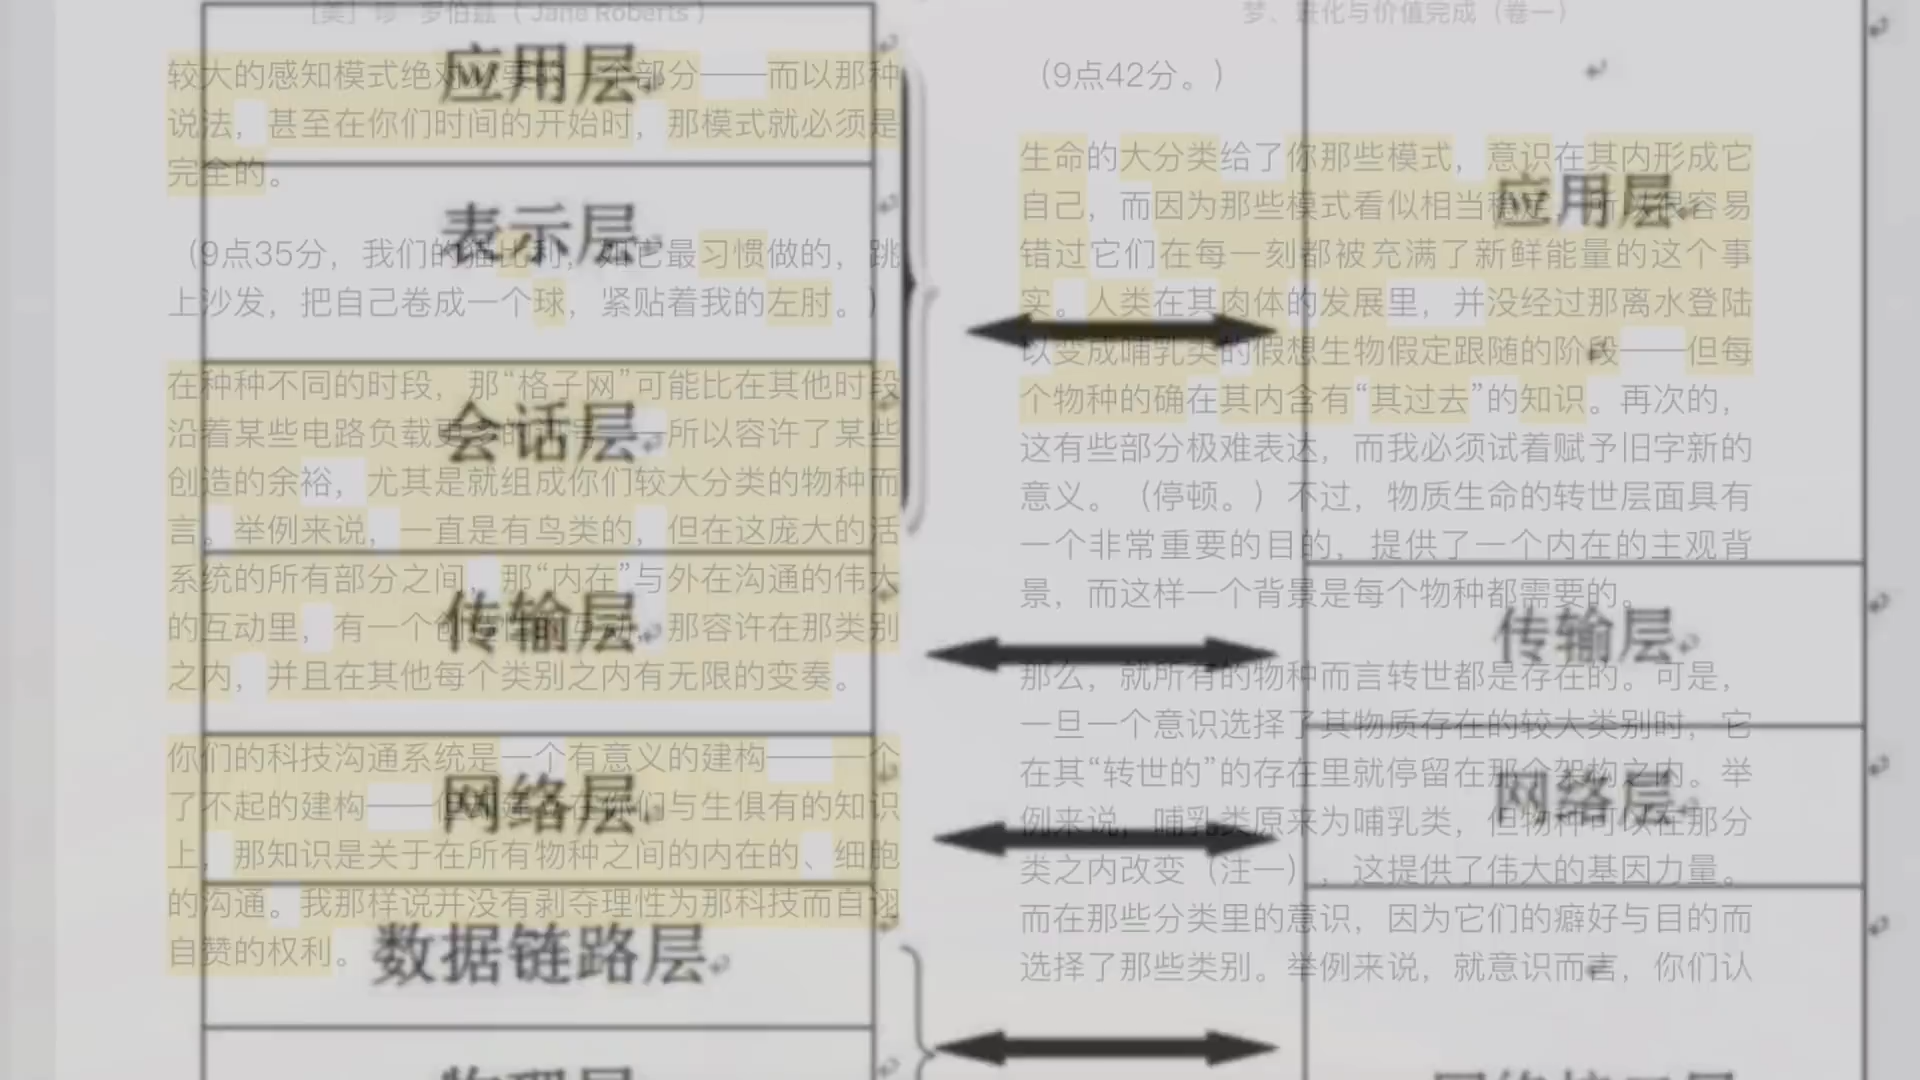 [美] 珍·罗伯兹（Jane Roberts）
较大的感知模式绝对必要的一个部分——而以那种
说法，甚至在你们时间的开始时，那模式就必须是
完全的。
（9点35分，我们的猫比利，如它最习惯做的，跳
上沙发，把自己卷成一个球，紧贴着我的左肘。）
在种种不同的时段，那“格子网”可能比在其他时段
沿着某些电路负载更 所以容许了某些
创造的余裕，尤其是就组成你们较大分类的物种而
言。举例来说，一直是有鸟类的，但在这庞大的活
系统的所有部分之间，那“内在”与外在沟通的伟大
的互动里，有一个 那容许在那类别
之内，并且在其他每个类别之内有无限的变奏。
你们的科技沟通系统是一个有意义的建构——一个
了不起的建构—— 们与生俱有的知识
上，那知识是关于在所有物种之间的内在的、细胞
的沟通。我那样说并没有剥夺理性为那科技而自诩
自赞的权利。
应用层
表示层
会话层
传输层
网络层
数据链路层
物理层
梦、进化与价值完成（卷一）
（9点42分。）
生命的大分类给了你那些模式，意识在其内形成它
自己，而因为那些模式看似相当稳定，所以很容易
错过它们在每一刻都被充满了新鲜能量的这个事
实。人类在其肉体的发展里，并没经过那离水登陆
以变成哺乳类的假想生物假定跟随的阶段——但每
个物种的确在其内含有“其过去”的知识。再次的，
这有些部分极难表达，而我必须试着赋予旧字新的
意义。（停顿。）不过，物质生命的转世层面具有
一个非常重要的目的，提供了一个内在的主观背
景，而这样一个背景是每个物种都需要的。
那么，就所有的物种而言转世都是存在的。可是，
一旦一个意识选择了其物质存在的较大类别时，它
在其“转世的”的存在里就停留在那个架构之内。举
例来说，哺乳类原来为哺乳类，但物种可以在那分
类之内改变（注一），这提供了伟大的基因力量。
而在那些分类里的意识，因为它们的癖好与目的而
选择了那些类别。举例来说，就意识而言，你们认
应用层
传输层
网络层
网络接口层